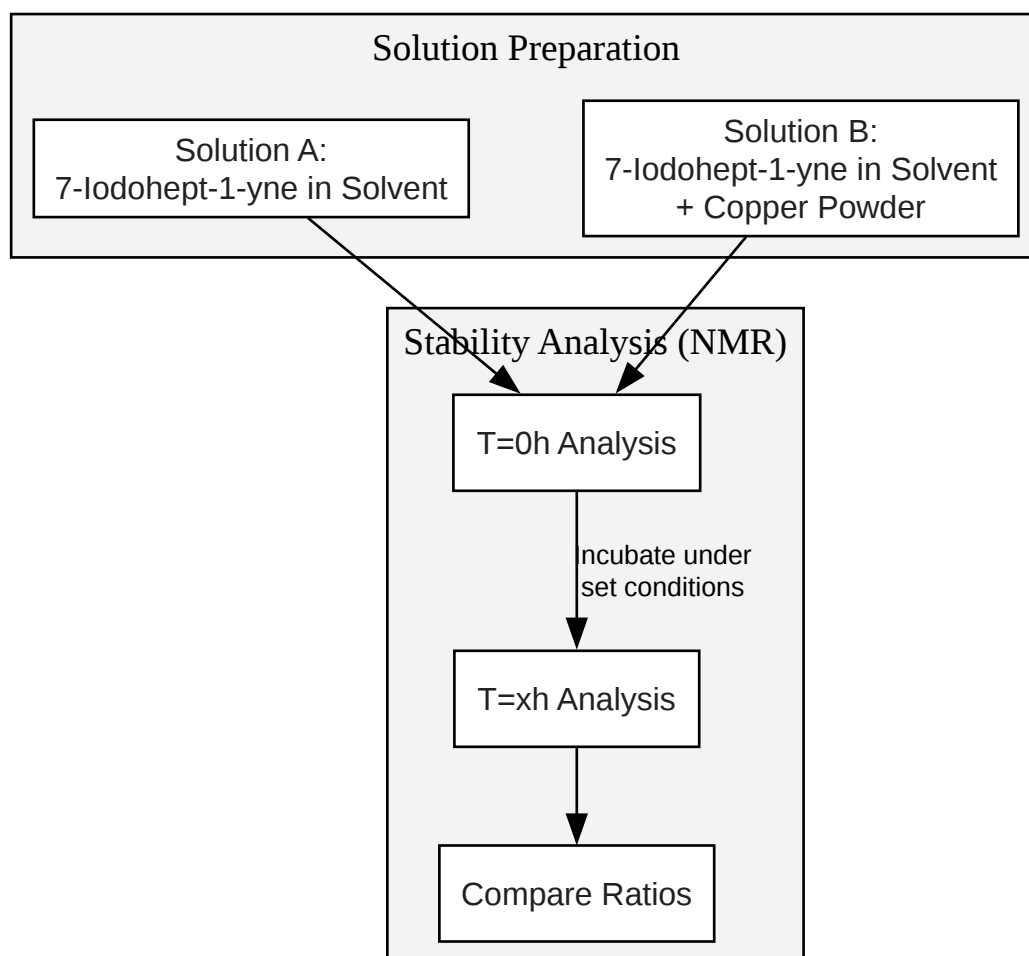 Solution Preparation
Solution A:
7-Iodohept-1-yne in Solvent
Solution B:
7-Iodohept-1-yne in Solvent
+ Copper Powder
Stability Analysis (NMR)
T=0h Analysis
Incubate under
set conditions
T=xh Analysis
Compare Ratios